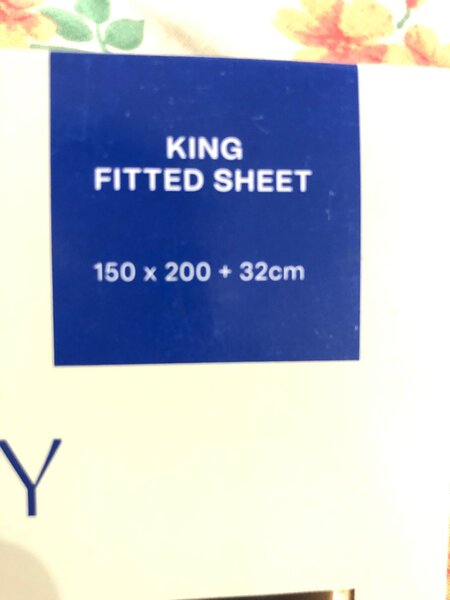 KING
FITTED SHEET
150 x 200 + 32cm
Y